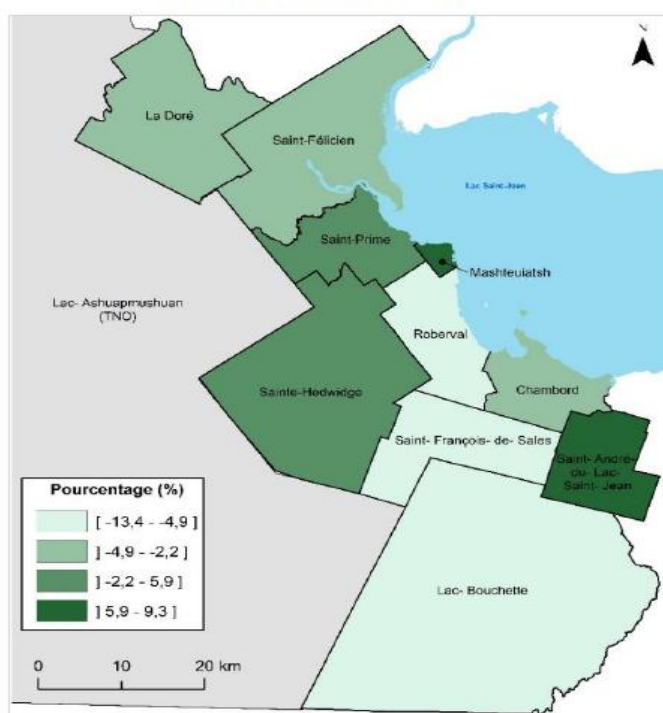 N
La Doré
Saint-Félicien
Lac Saint-Jean
Saint-Prime
Mashteuiatsh
Lac- Ashuapmushuan
(TNO)
Roberval
Sainte-Hedwidge
Chambord
Saint- François- de- Sales
Saint- André-
du- Lac-
Saint- Jean
Pourcentage (%)
[ -13,4 - -4,9 ]
] -4,9 - -2,2 ]
] -2,2 - 5,9 ]
] 5,9 - 9,3 ]
Lac- Bouchette
0 10 20 km